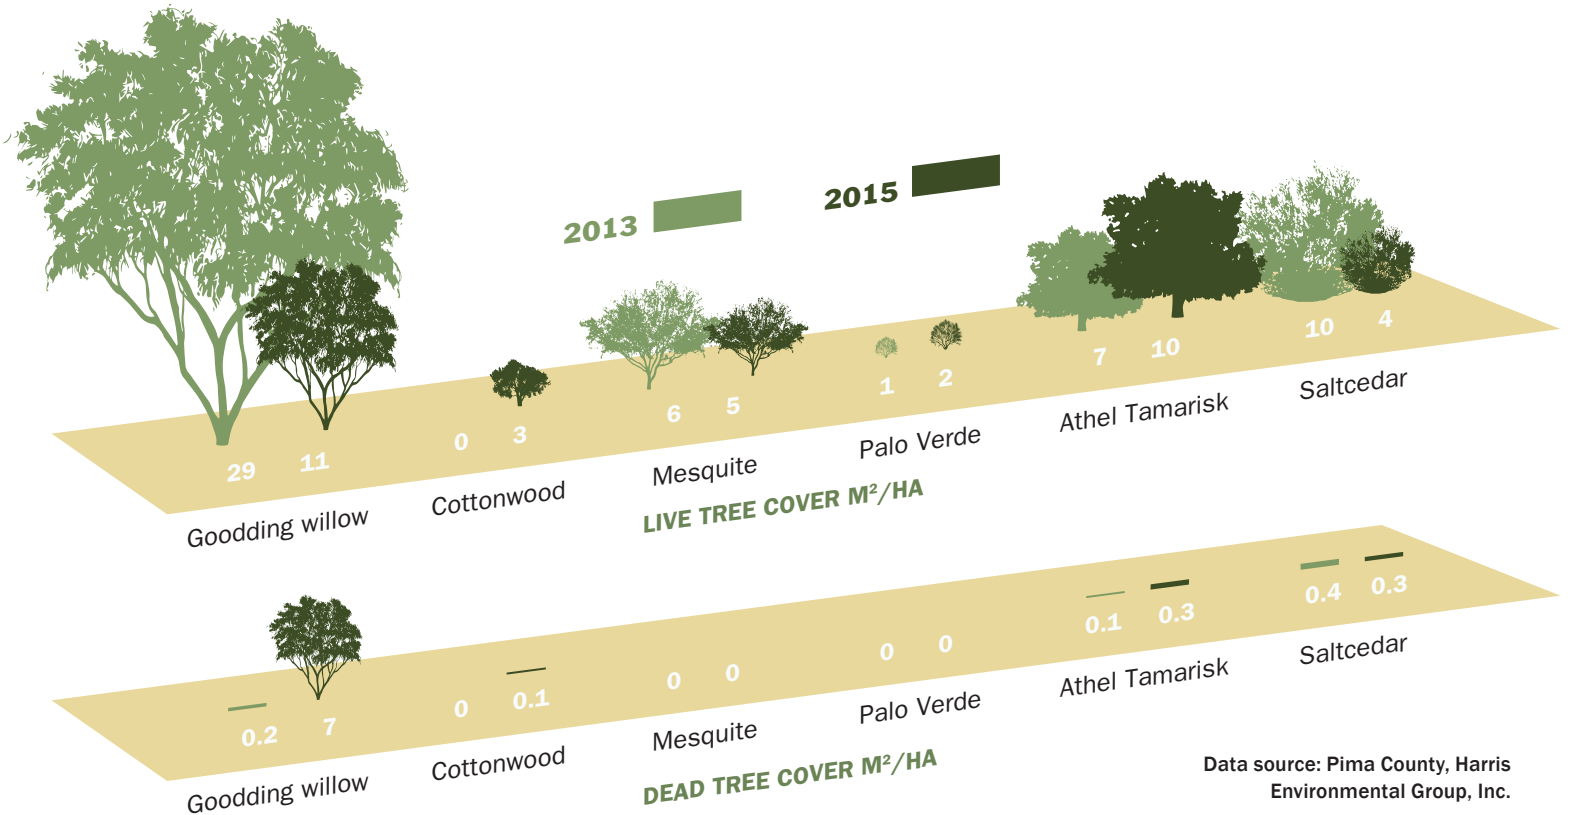 2013
2015
29 11 0 3 6 5 1 2 7 10 10 4
Goodding willow Cottonwood Mesquite Palo Verde Athel Tamarisk Saltcedar
LIVE TREE COVER M²/HA
0.2 7 0 0.1 0 0 0 0 0.1 0.3 0.4 0.3
Goodding willow Cottonwood Mesquite Palo Verde Athel Tamarisk Saltcedar
DEAD TREE COVER M²/HA
Data source: Pima County, Harris
Environmental Group, Inc.